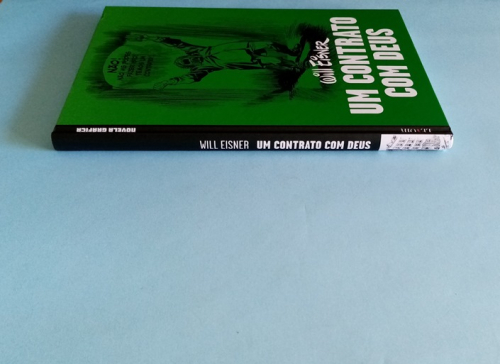 Will EISNER
UM CONTRATO
COM DEUS
WILL EISNER UM CONTRATO COM DEUS
NOVELA GRÁFICA